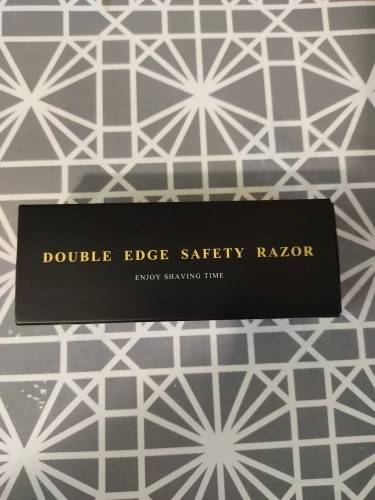 DOUBLE EDGE SAFETY RAZOR
ENJOY SHAVING TIME